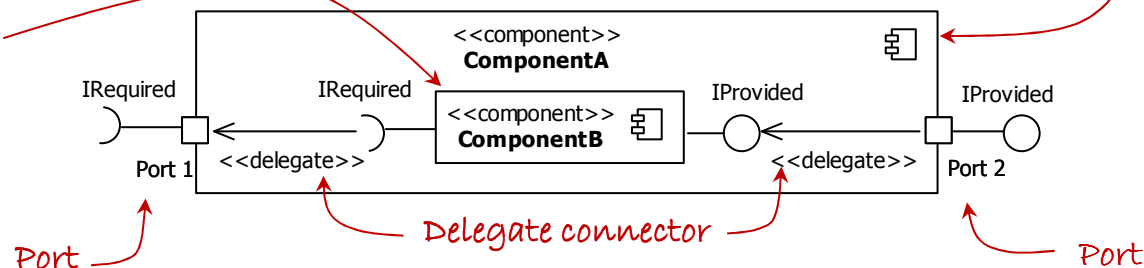 <<component>>
ComponentA
IRequired
IRequired
<<component>>
ComponentB
IProvided
IProvided
Port 1
<<delegate>>
<<delegate>>
Port 2
Delegate connector
Port
Port